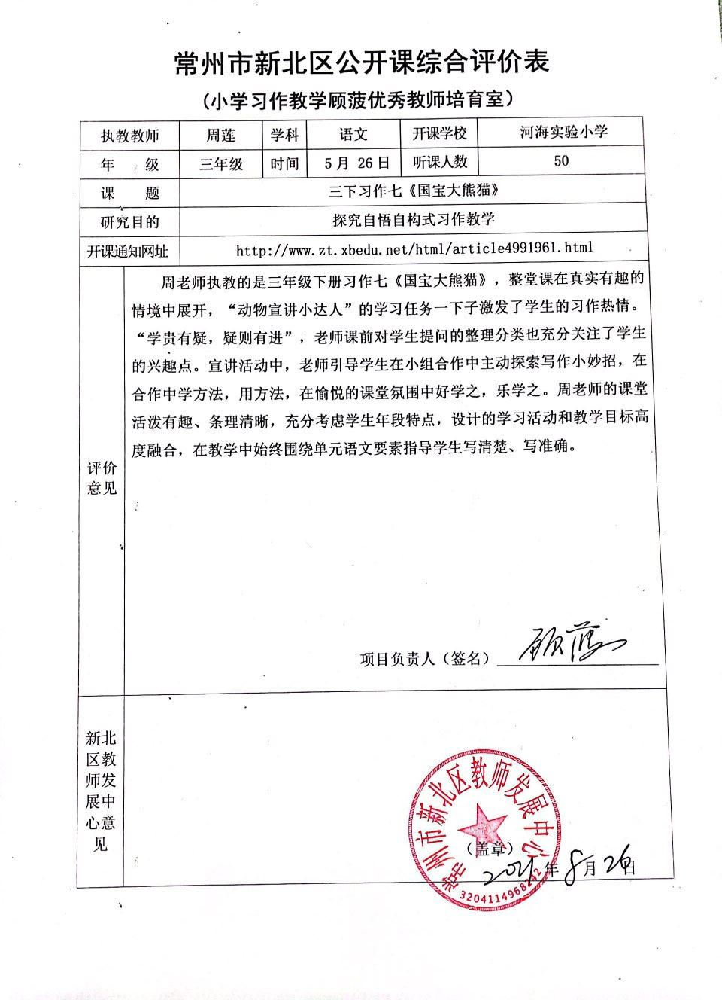 常州市新北区公开课综合评价表
（小学习作教学顾菠优秀教师培育室）
执教教师 周莲 学科 语文 开课学校 河海实验小学
年 级 三年级 时间 5月 26日 听课人数 50
课 题 三下习作七《国宝大熊猫》
研究目的 探究自悟自构式习作教学
开课通知网址 http://www.zt.xbedu.net/html/article4991961.html
周老师执教的是三年级下册习作七《国宝大熊猫》，整堂课在真实有趣的
情境中展开，“动物宣讲小达人”的学习任务一下子激发了学生的习作热情。
“学贵有疑，疑则有进”，老师课前对学生提问的整理分类也充分关注了学生
的兴趣点。宣讲活动中，老师引导学生在小组合作中主动探索写作小妙招，在
合作中学方法，用方法，在愉悦的课堂氛围中好学之，乐学之。周老师的课堂
活泼有趣、条理清晰，充分考虑学生年段特点，设计的学习活动和教学目标高
度融合，在教学中始终围绕单元语文要素指导学生写清楚、写准确。
评价
意见
项目负责人（签名） 顾菠
新北
区教
师发
展中
心意
见
常州市新北区教师发展中心
（盖章）
2021年8月26日
3204114968242